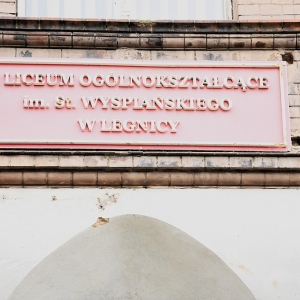 LICEUM OGÓLNOKSZTAŁCĄCE
im. St. WYSPIAŃSKIEGO
W LEGNICY